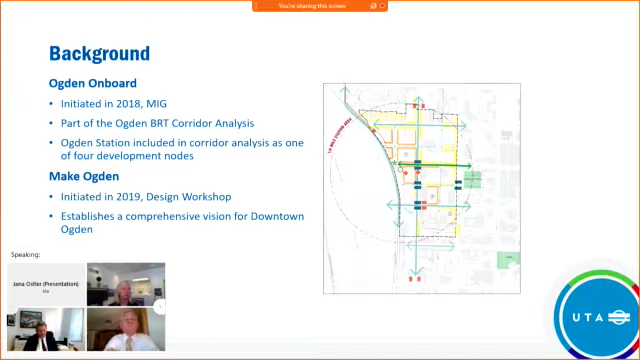 You're sharing this screen
Background
Ogden Onboard
• Initiated in 2018, MIG
• Part of the Ogden BRT Corridor Analysis
• Ogden Station included in corridor analysis as one
of four development nodes
Make Ogden
• Initiated in 2019, Design Workshop
• Establishes a comprehensive vision for Downtown
Ogden
Speaking:
Jana Ostler (Presentation)
Me
UTA